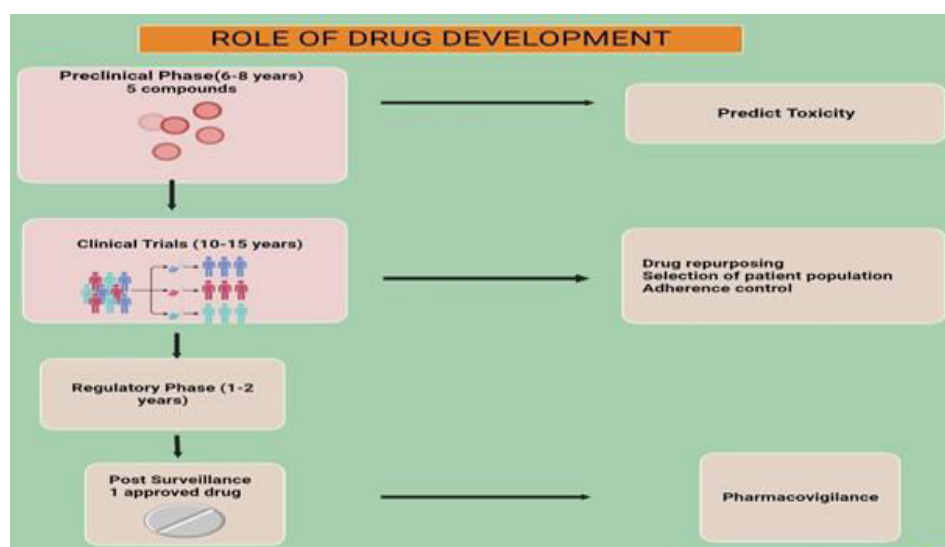 ROLE OF DRUG DEVELOPMENT
Preclinical Phase(6-8 years)
5 compounds
Predict Toxicity
Clinical Trials (10-15 years)
Drug repurposing
Selection of patient population
Adherence control
Regulatory Phase (1-2
years)
Post Surveillance
1 approved drug
Pharmacovigilance